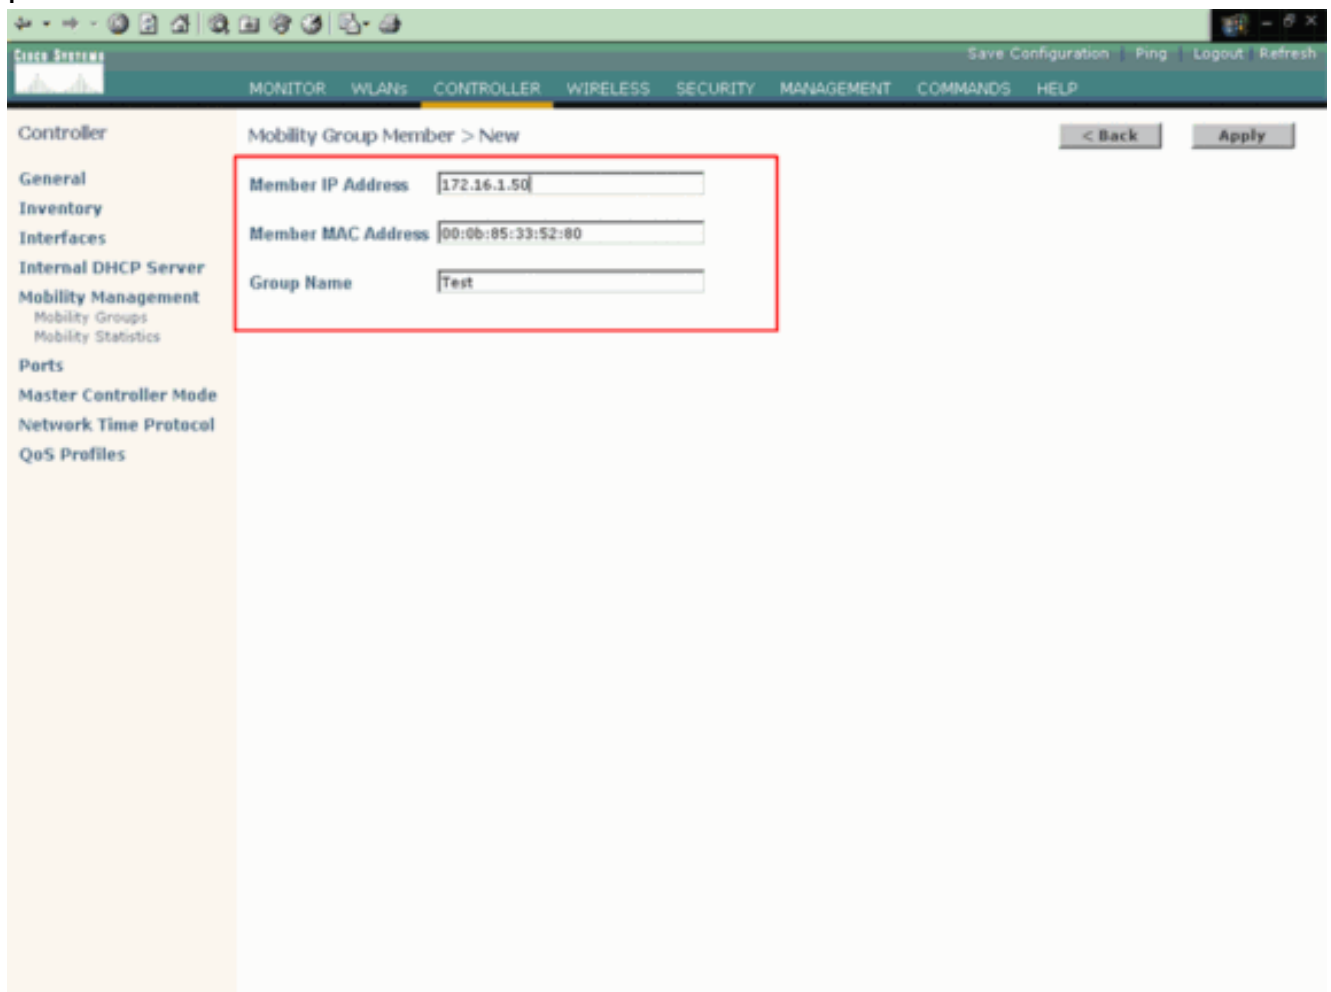 CISCO SYSTEMS
Save Configuration | Ping | Logout | Refresh
MONITOR WLANs CONTROLLER WIRELESS SECURITY MANAGEMENT COMMANDS HELP
Controller
Mobility Group Member > New
< Back
Apply
General
Inventory
Interfaces
Internal DHCP Server
Mobility Management
Mobility Groups
Mobility Statistics
Ports
Master Controller Mode
Network Time Protocol
QoS Profiles
Member IP Address 172.16.1.50
Member MAC Address 00:0b:85:33:52:80
Group Name Test